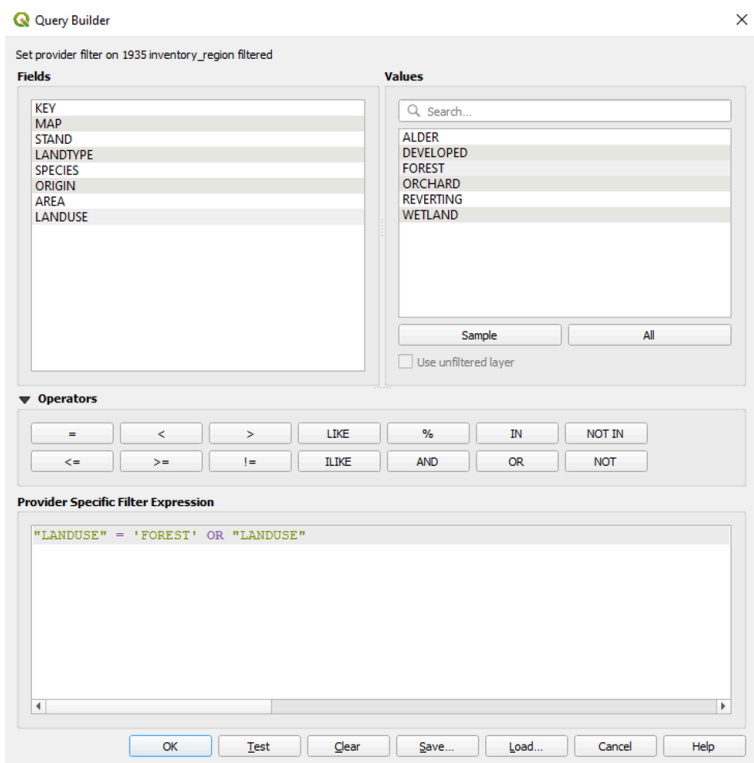 Query Builder
Set provider filter on 1935 inventory_region filtered
Fields
KEY
MAP
STAND
LANDTYPE
SPECIES
ORIGIN
AREA
LANDUSE
Values
Search...
ALDER
DEVELOPED
FOREST
ORCHARD
REVERTING
WETLAND
Sample All
Use unfiltered layer
Operators
= < > LIKE % IN NOT IN
<= >= != ILIKE AND OR NOT
Provider Specific Filter Expression
"LANDUSE" = 'FOREST' OR "LANDUSE"
OK Test Clear Save... Load... Cancel Help